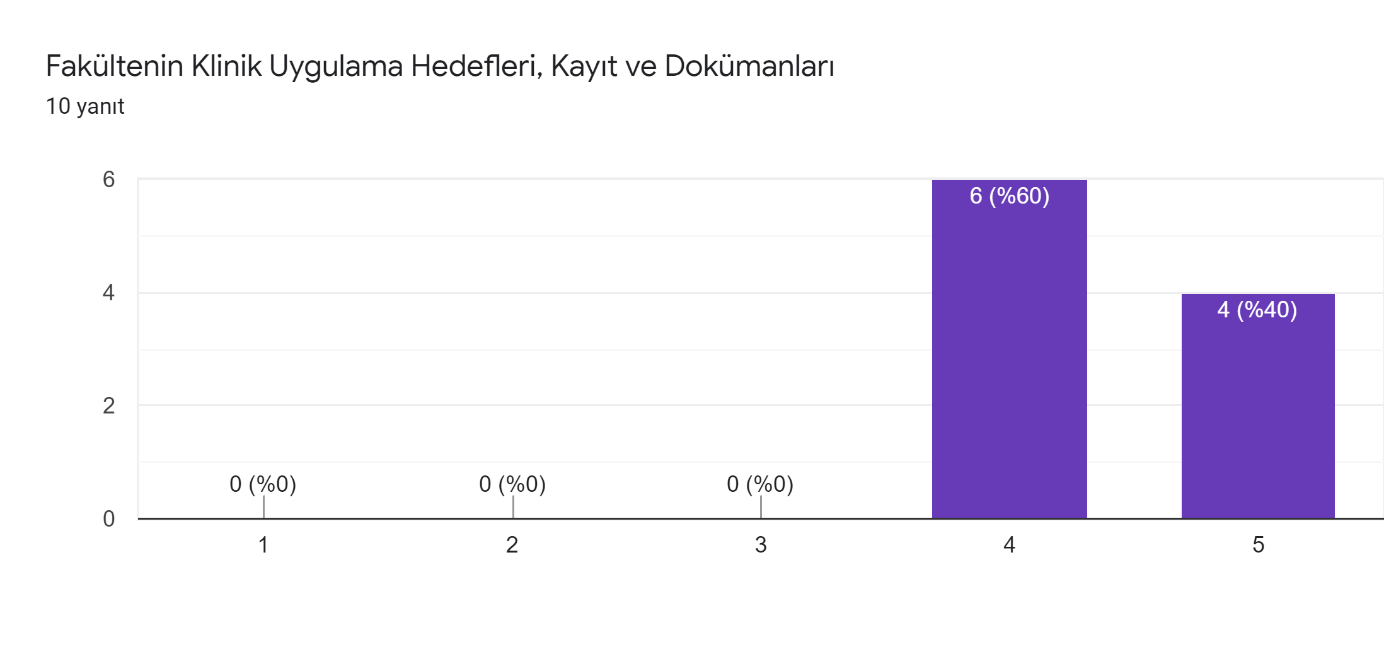 Fakültenin Klinik Uygulama Hedefleri, Kayıt ve Dokümanları
10 yanıt
6
6 (%60)
4
4 (%40)
2
0 (%0) 0 (%0) 0 (%0)
0
1 2 3 4 5